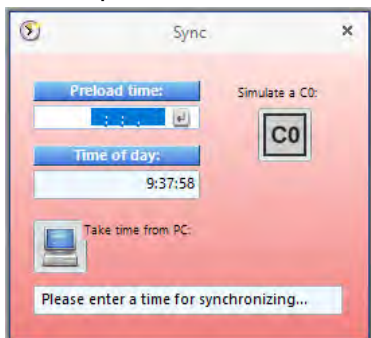 Sync
Preload time:
: : .
Simulate a C0:
C0
Time of day:
9:37:58
Take time from PC:
Please enter a time for synchronizing...